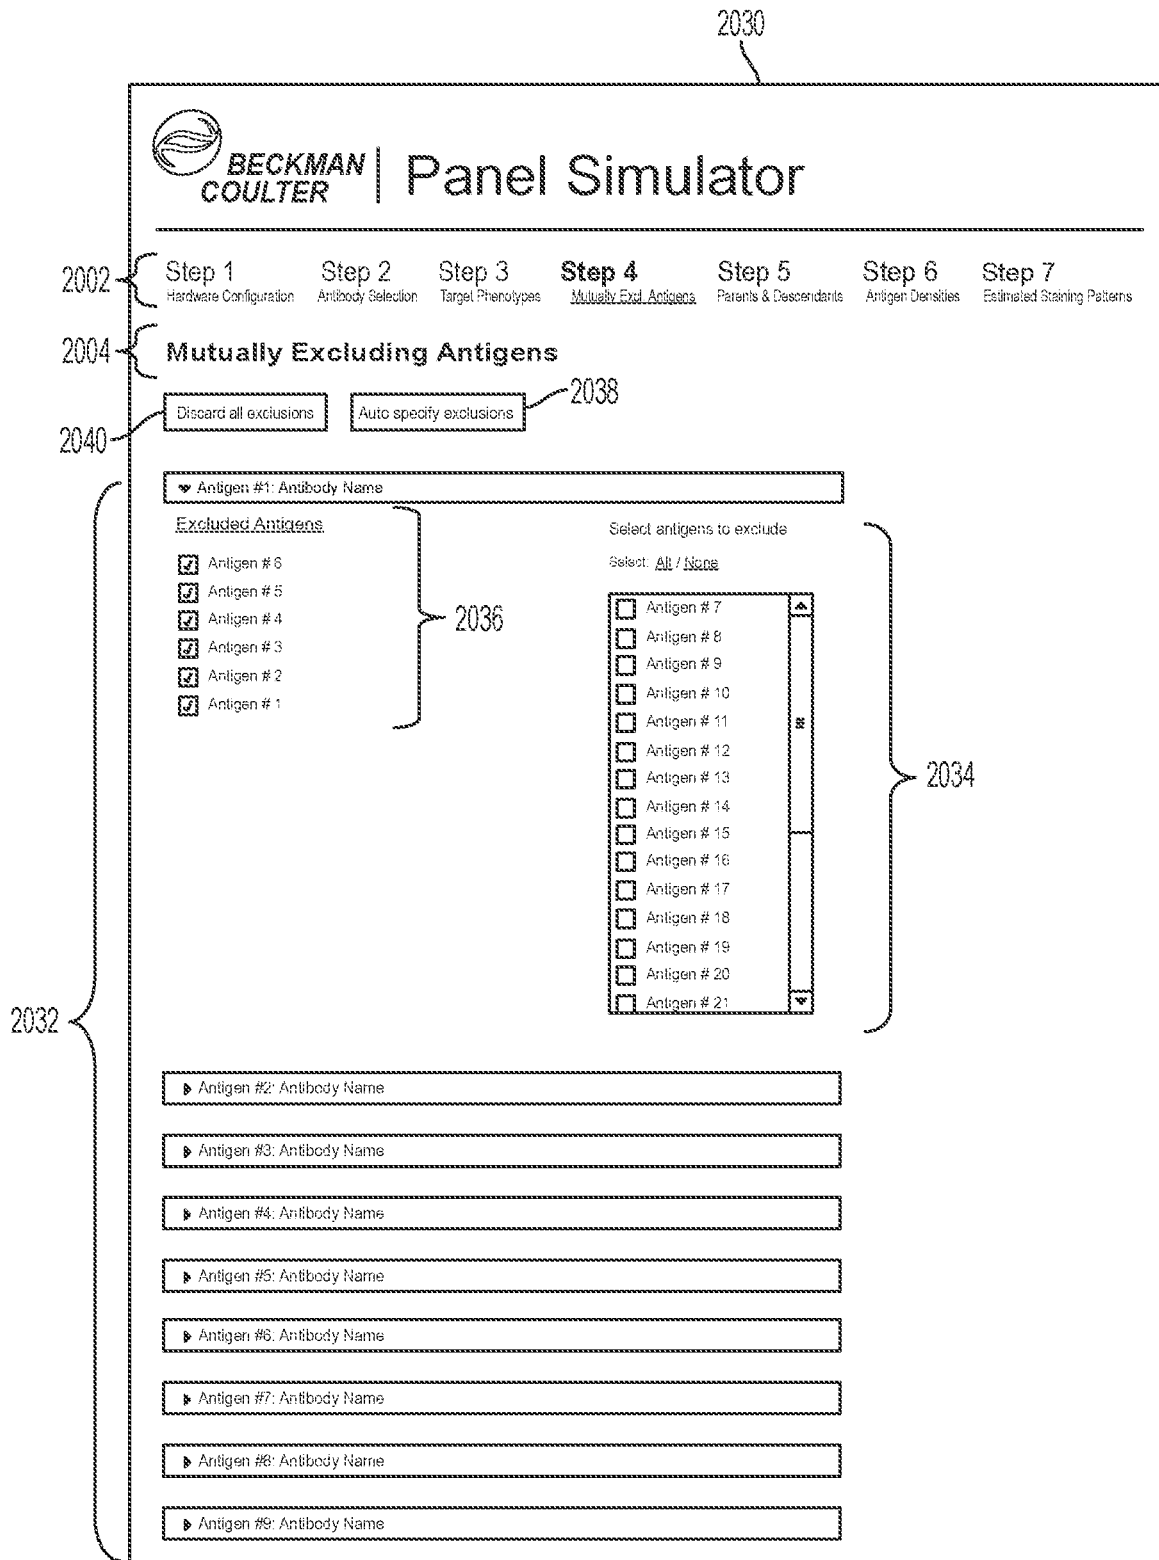 2030
BECKMAN COULTER | Panel Simulator
2002
Step 1 Step 2 Step 3 Step 4 Step 5 Step 6 Step 7
Hardware Configuration Antibody Selection Target Phenotypes Mutually Excl. Antigens Parents & Descendants Antigen Densities Estimated Staining Patterns
2004
Mutually Excluding Antigens
2038
Discard all exclusions Auto specify exclusions
2040
Antigen #1: Antibody Name
Excluded Antigens
Antigen # 6
Antigen # 5
Antigen # 4
Antigen # 3
Antigen # 2
Antigen # 1
2036
Select antigens to exclude
Select: All / None
Antigen # 7
Antigen # 8
Antigen # 9
Antigen # 10
Antigen # 11
Antigen # 12
Antigen # 13
Antigen # 14
Antigen # 15
Antigen # 16
Antigen # 17
Antigen # 18
Antigen # 19
Antigen # 20
Antigen # 21
2034
2032
Antigen #2: Antibody Name
Antigen #3: Antibody Name
Antigen #4: Antibody Name
Antigen #5: Antibody Name
Antigen #6: Antibody Name
Antigen #7: Antibody Name
Antigen #8: Antibody Name
Antigen #9: Antibody Name